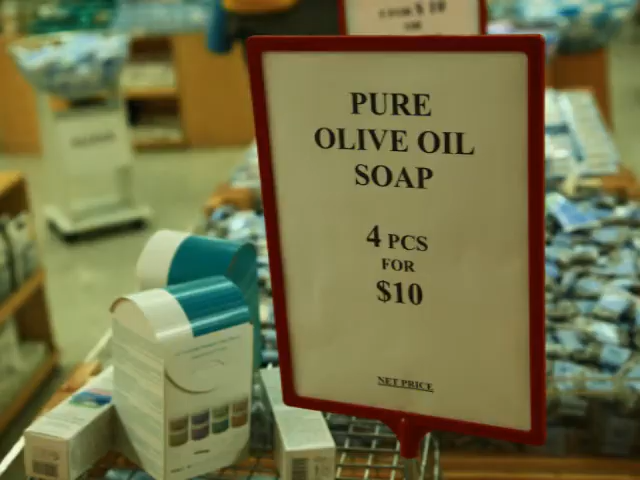 PURE
OLIVE OIL
SOAP
4 PCS
FOR
$10
NET PRICE